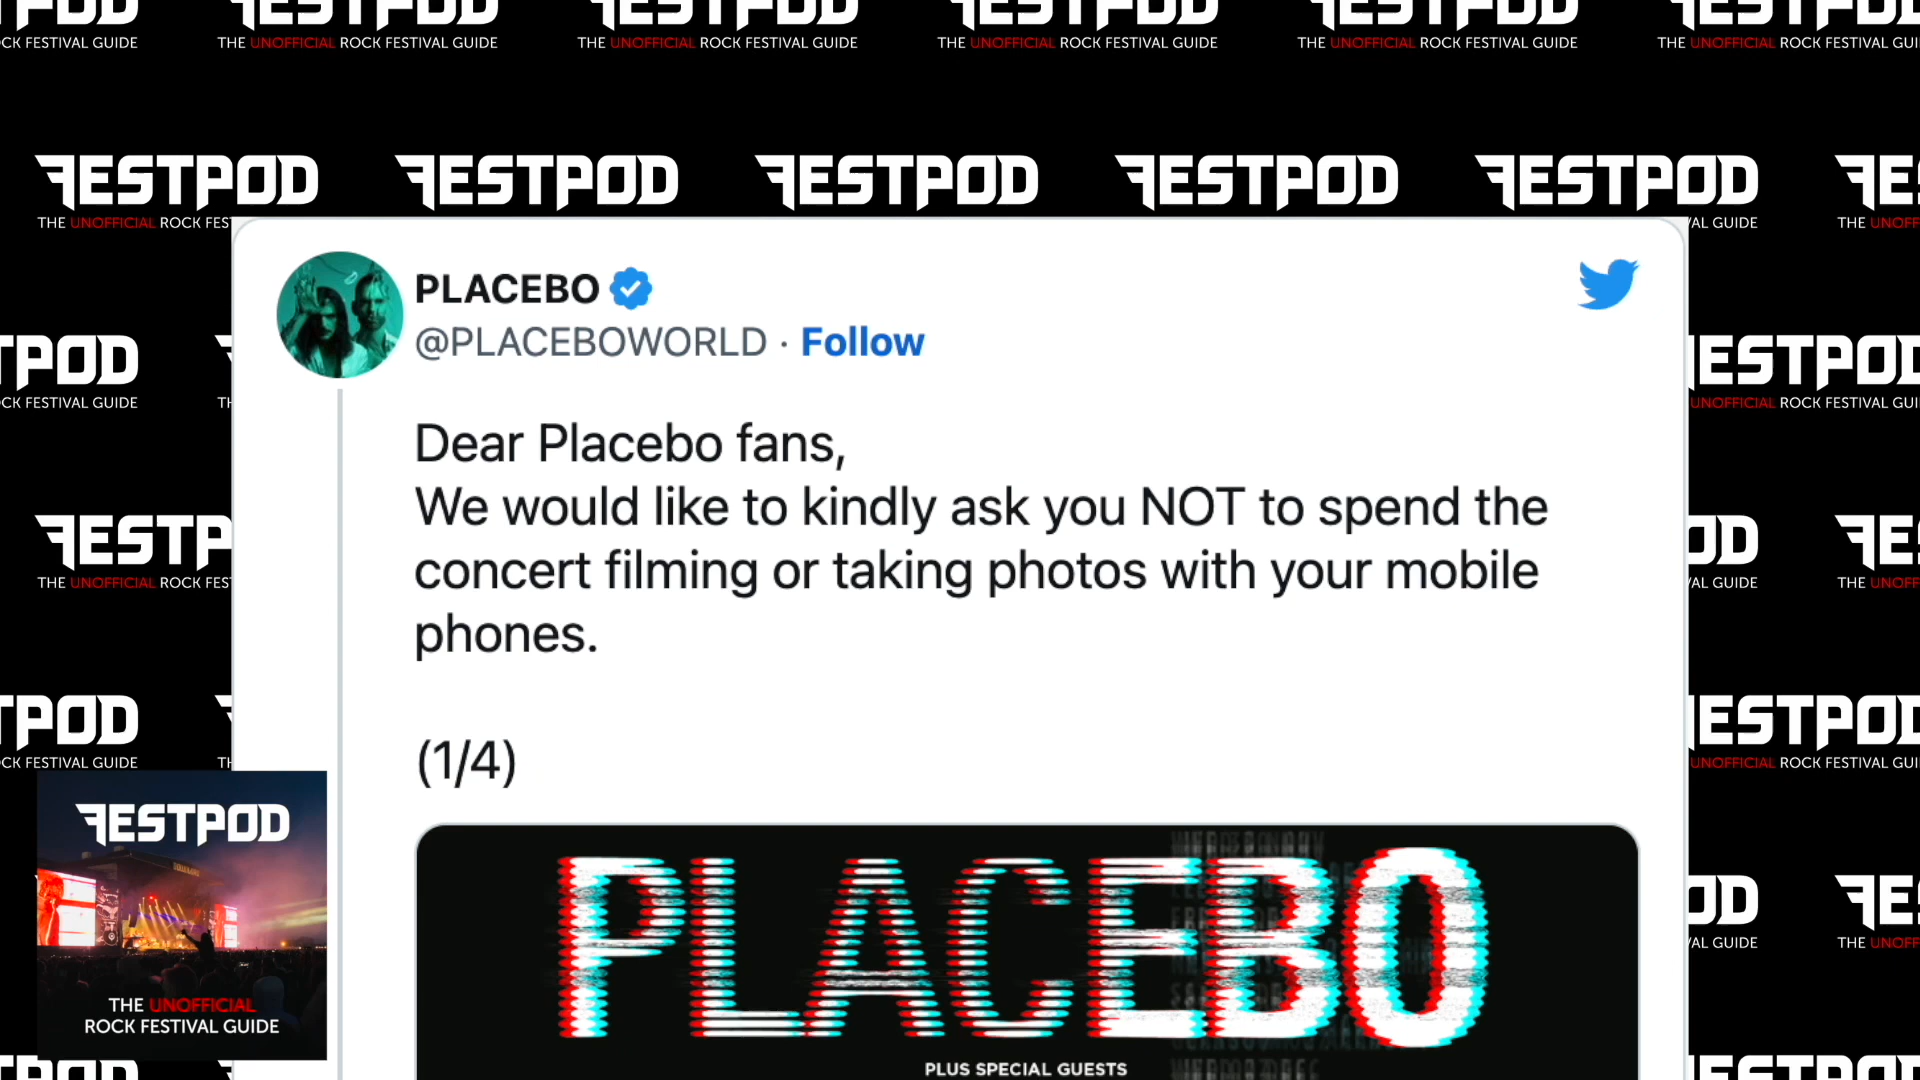 FESTPOD
THE UNOFFICIAL ROCK FESTIVAL GUIDE
PLACEBO
@PLACEBOWORLD · Follow
Dear Placebo fans,
We would like to kindly ask you NOT to spend the
concert filming or taking photos with your mobile
phones.
(1/4)
PLACEBO
PLUS SPECIAL GUESTS
FESTPOD
THE UNOFFICIAL
ROCK FESTIVAL GUIDE